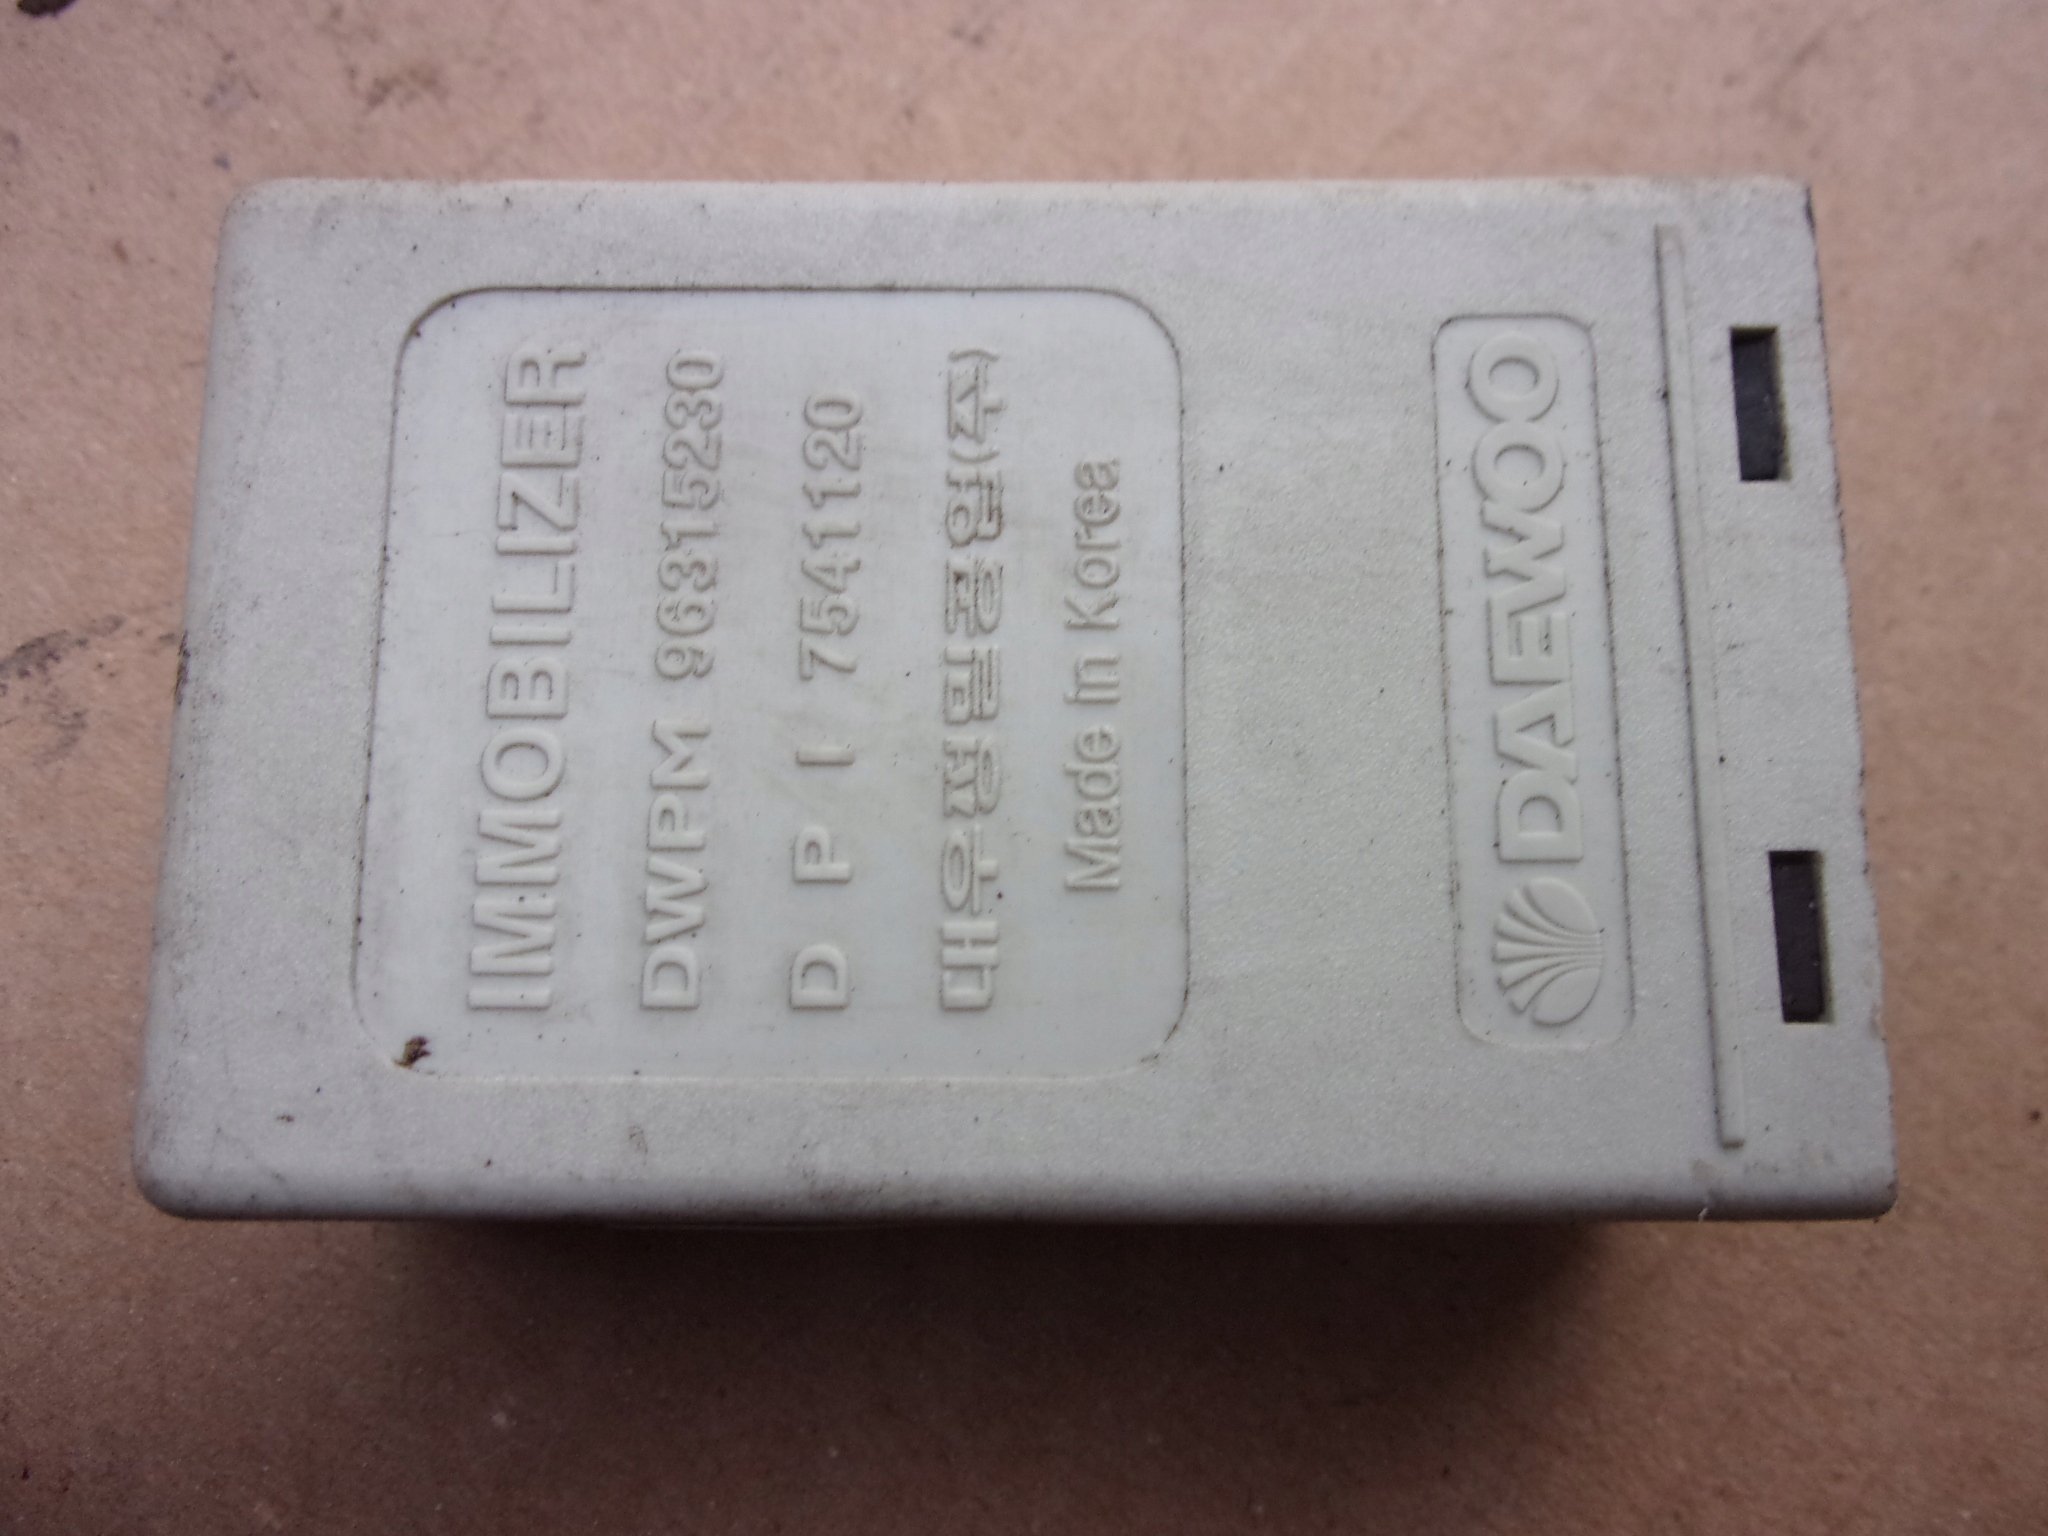 IMMOBILIZER
DWPM 96315230
D P I 7541120
대우정밀공업(주)
Made in Korea
DAEWOO